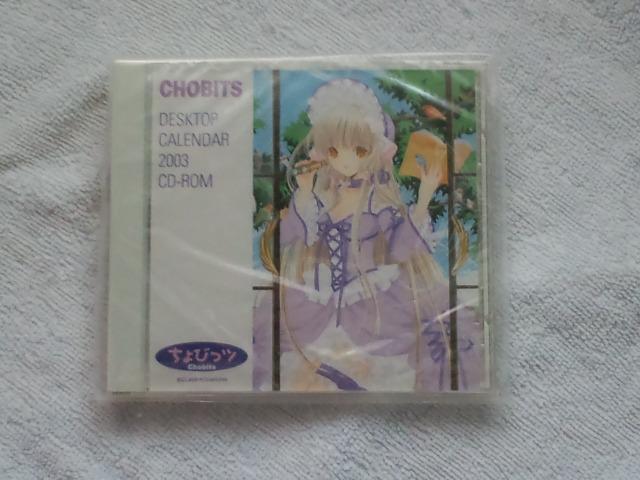 CHOBITS
DESKTOP
CALENDAR
2003
CD-ROM
ちょびっツ
Chobits